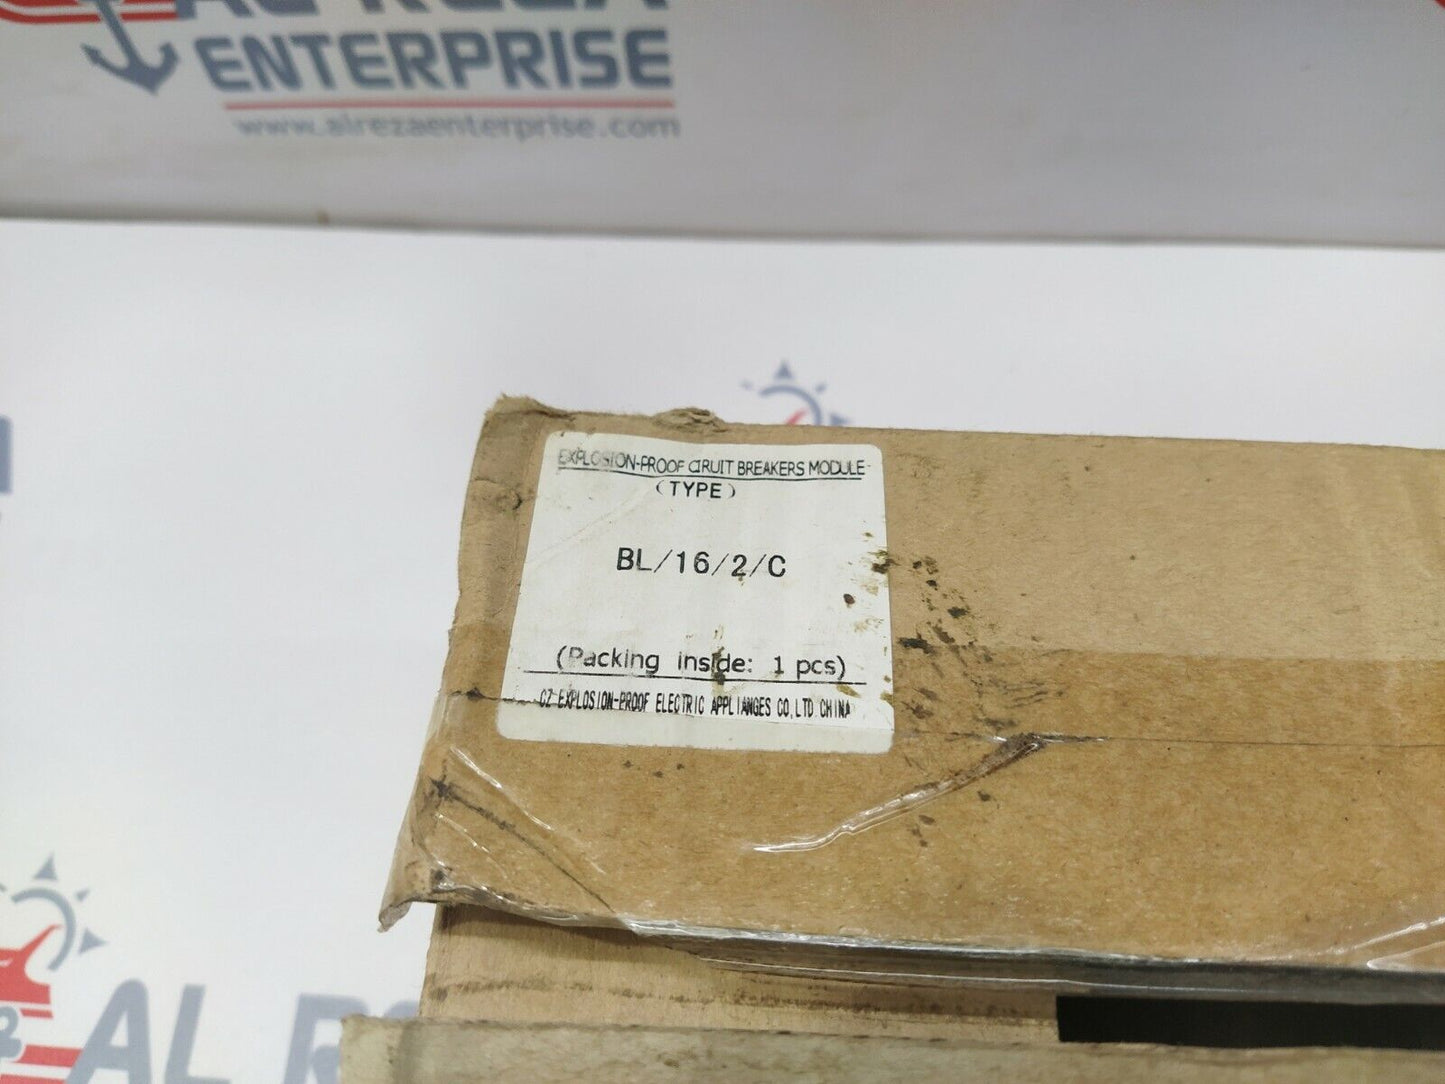 ENTERPRISE
www.alrezaenterprise.com
EXPLOSION-PROOF CIRUIT BREAKERS MODULE
(TYPE)
BL/16/2/C
(Packing inside: 1 pcs)
CZ EXPLOSION-PROOF ELECTRIC APPLIANGES CO,LTD CHINA
AL